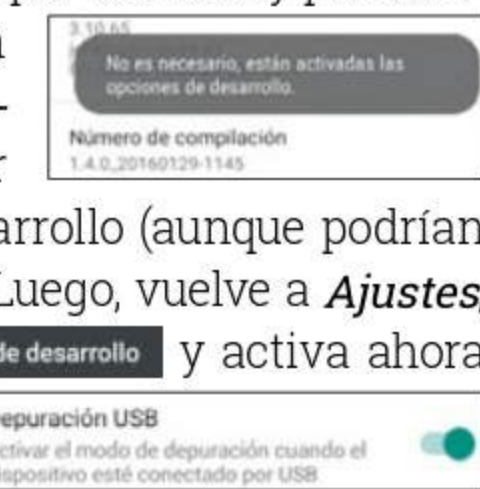 3.10.65
No es necesario, están activadas las
opciones de desarrollo.
Número de compilación
1.4.0_20160129-1145
arrollo (aunque podrían
Luego, vuelve a Ajustes,
de desarrollo y activa ahora
epuración USB
ctivar el modo de depuración cuando el
ispositivo esté conectado por USB